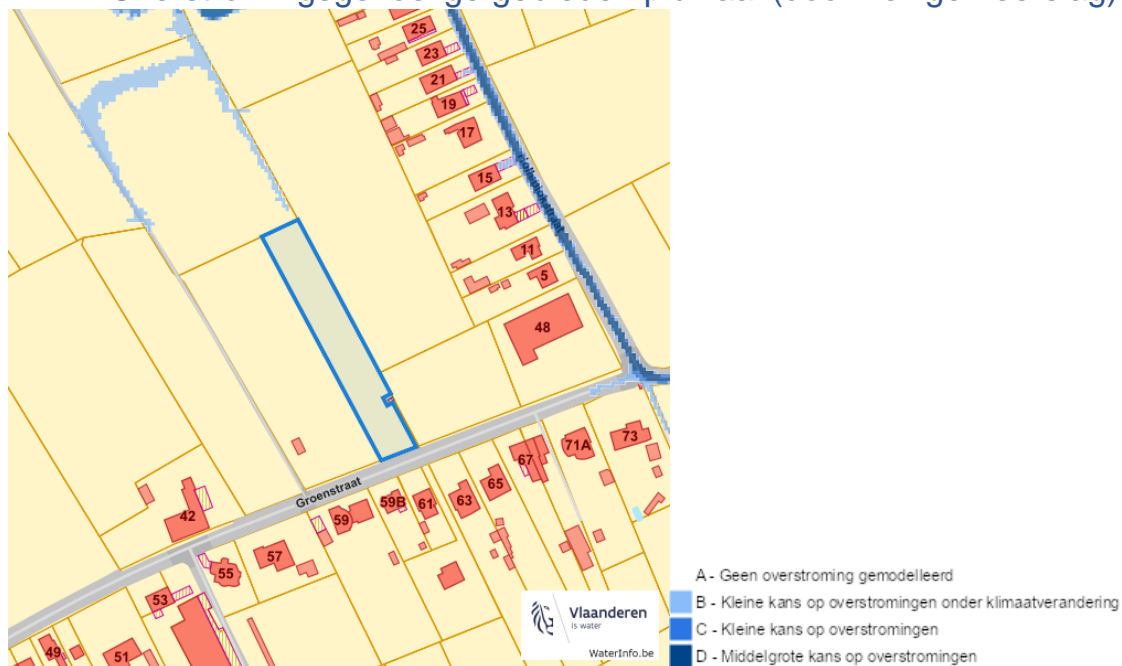 25
23
21
19
17
15
13
11
5
48
67
71A
73
65
63
61
59B
59
Groenstraat
42
57
55
53
51
49
Vlaanderen
is water
WaterInfo.be
A - Geen overstroming gemodelleerd
B - Kleine kans op overstromingen onder klimaatverandering
C - Kleine kans op overstromingen
D - Middelgrote kans op overstromingen